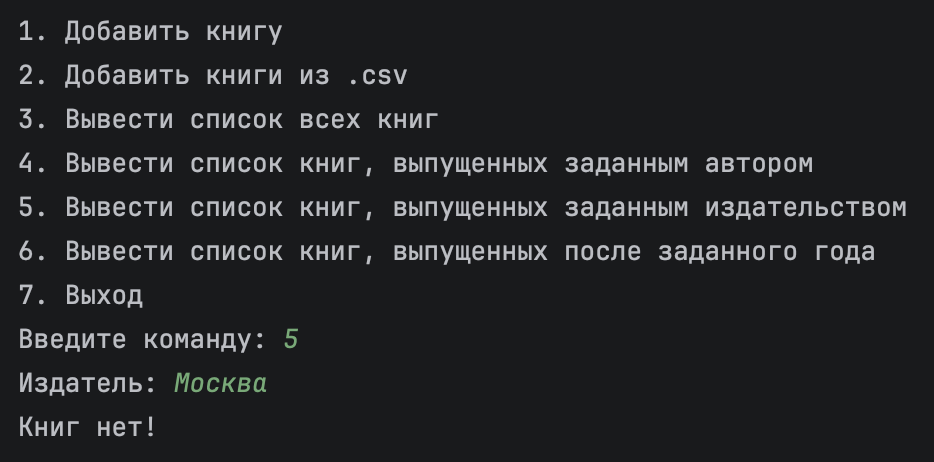 1. Добавить книгу
2. Добавить книги из .csv
3. Вывести список всех книг
4. Вывести список книг, выпущенных заданным автором
5. Вывести список книг, выпущенных заданным издательством
6. Вывести список книг, выпущенных после заданного года
7. Выход
Введите команду: 5
Издатель: Москва
Книг нет!